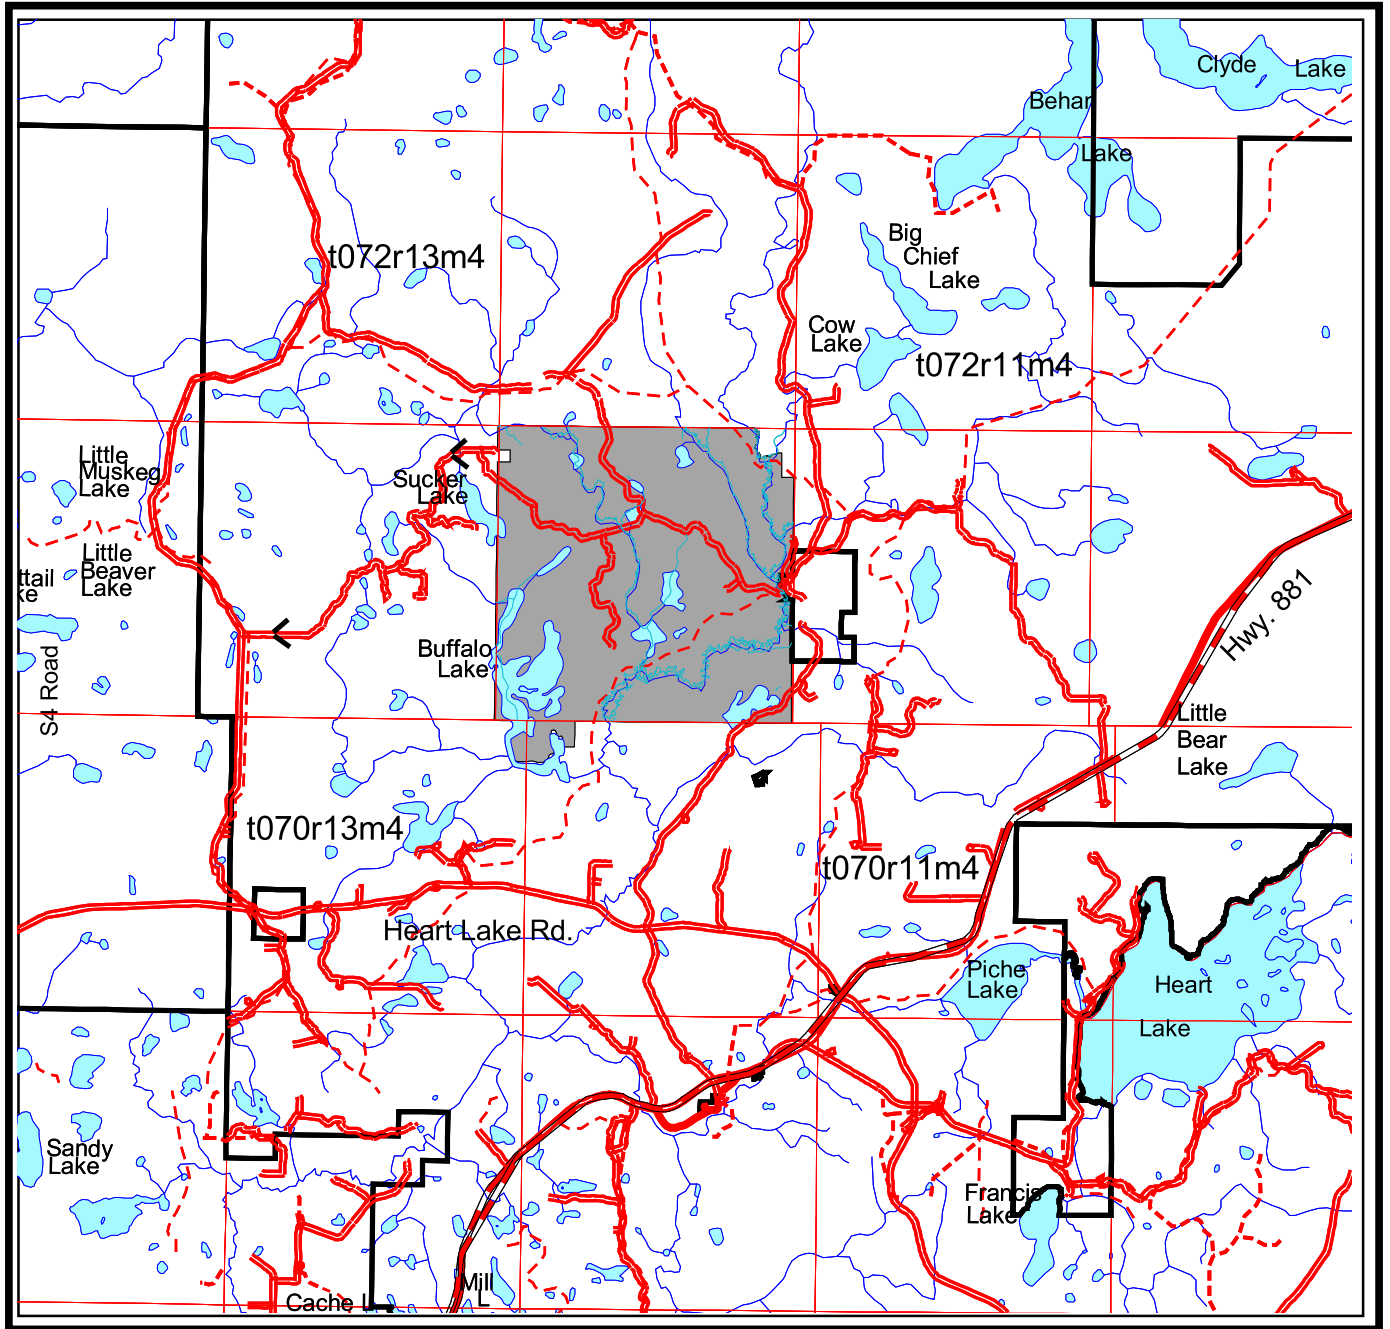 Clyde
Lake
Behan
Lake
Big
Chief
Lake
t072r13m4
Cow
Lake
t072r11m4
Little
Muskeg
Lake
Sucker
Lake
Little
Beaver
Lake
ttail
ke
Hwy. 881
Buffalo
Lake
S4 Road
Little
Bear
Lake
t070r13m4
t070r11m4
Heart Lake Rd.
Piche
Lake
Heart
Lake
Sandy
Lake
Francis
Lake
Mill
L
Cache L